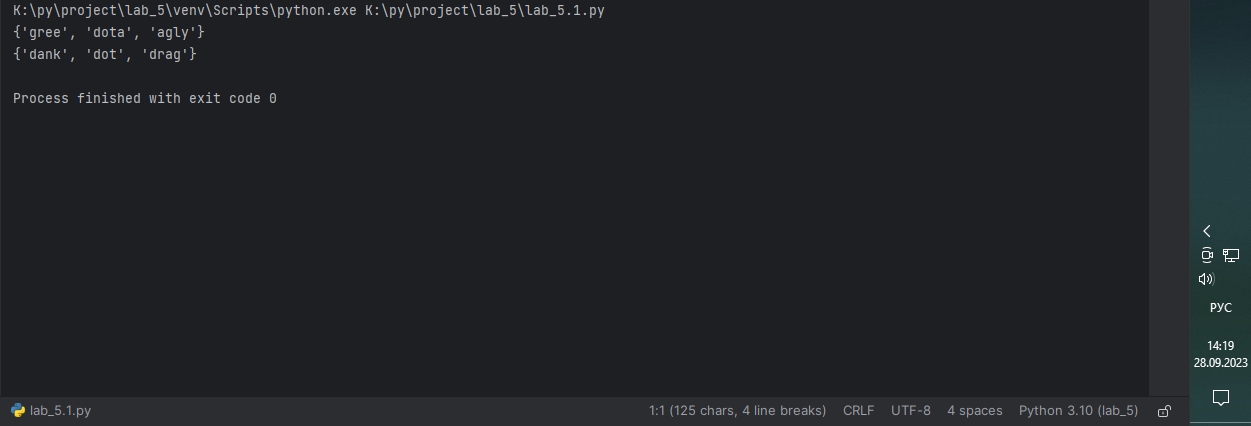 K:\py\project\lab_5\venv\Scripts\python.exe K:\py\project\lab_5\lab_5.1.py
{'gree', 'dota', 'agly'}
{'dank', 'dot', 'drag'}
Process finished with exit code 0
РУС
14:19
28.09.2023
lab_5.1.py
1:1 (125 chars, 4 line breaks) CRLF UTF-8 4 spaces Python 3.10 (lab_5)